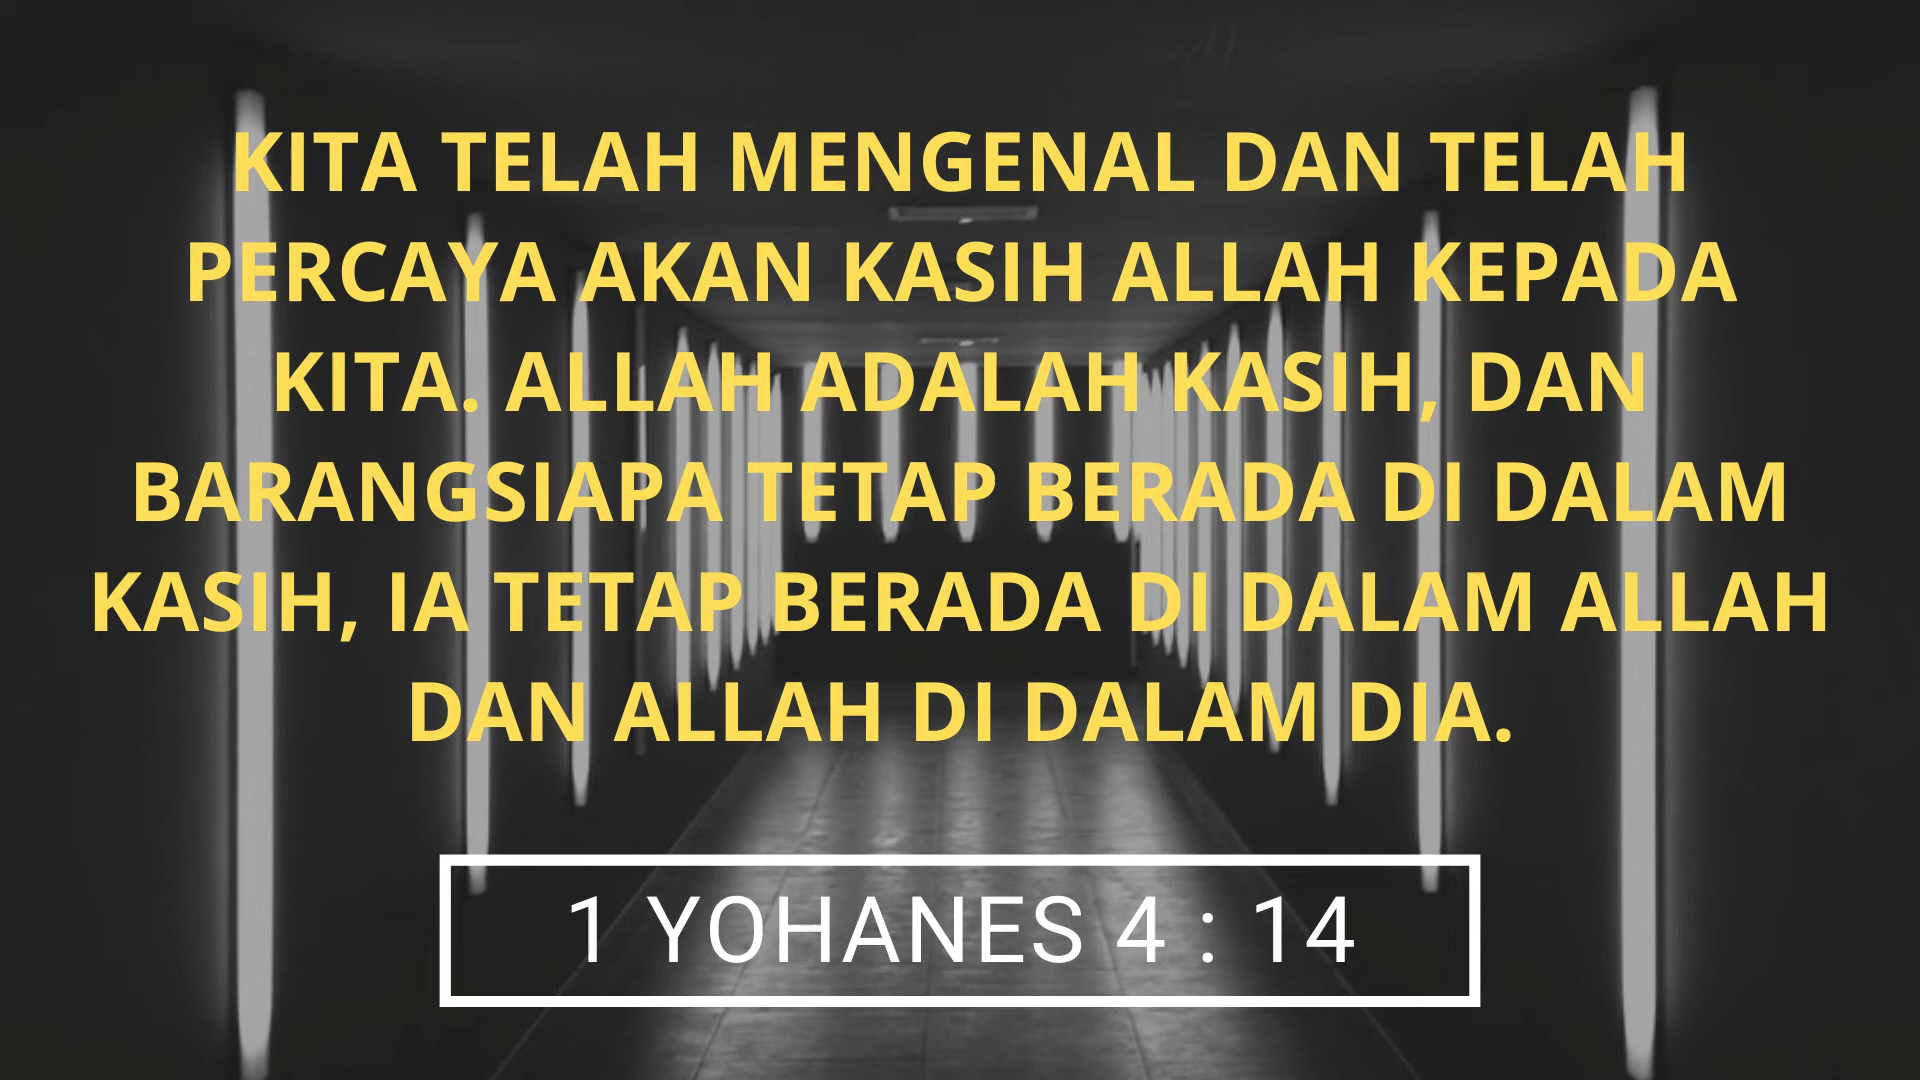 KITA TELAH MENGENAL DAN TELAH
PERCAYA AKAN KASIH ALLAH KEPADA
KITA. ALLAH ADALAH KASIH, DAN
BARANGSIAPA TETAP BERADA DI DALAM
KASIH, IA TETAP BERADA DI DALAM ALLAH
DAN ALLAH DI DALAM DIA.
1 YOHANES 4 : 14